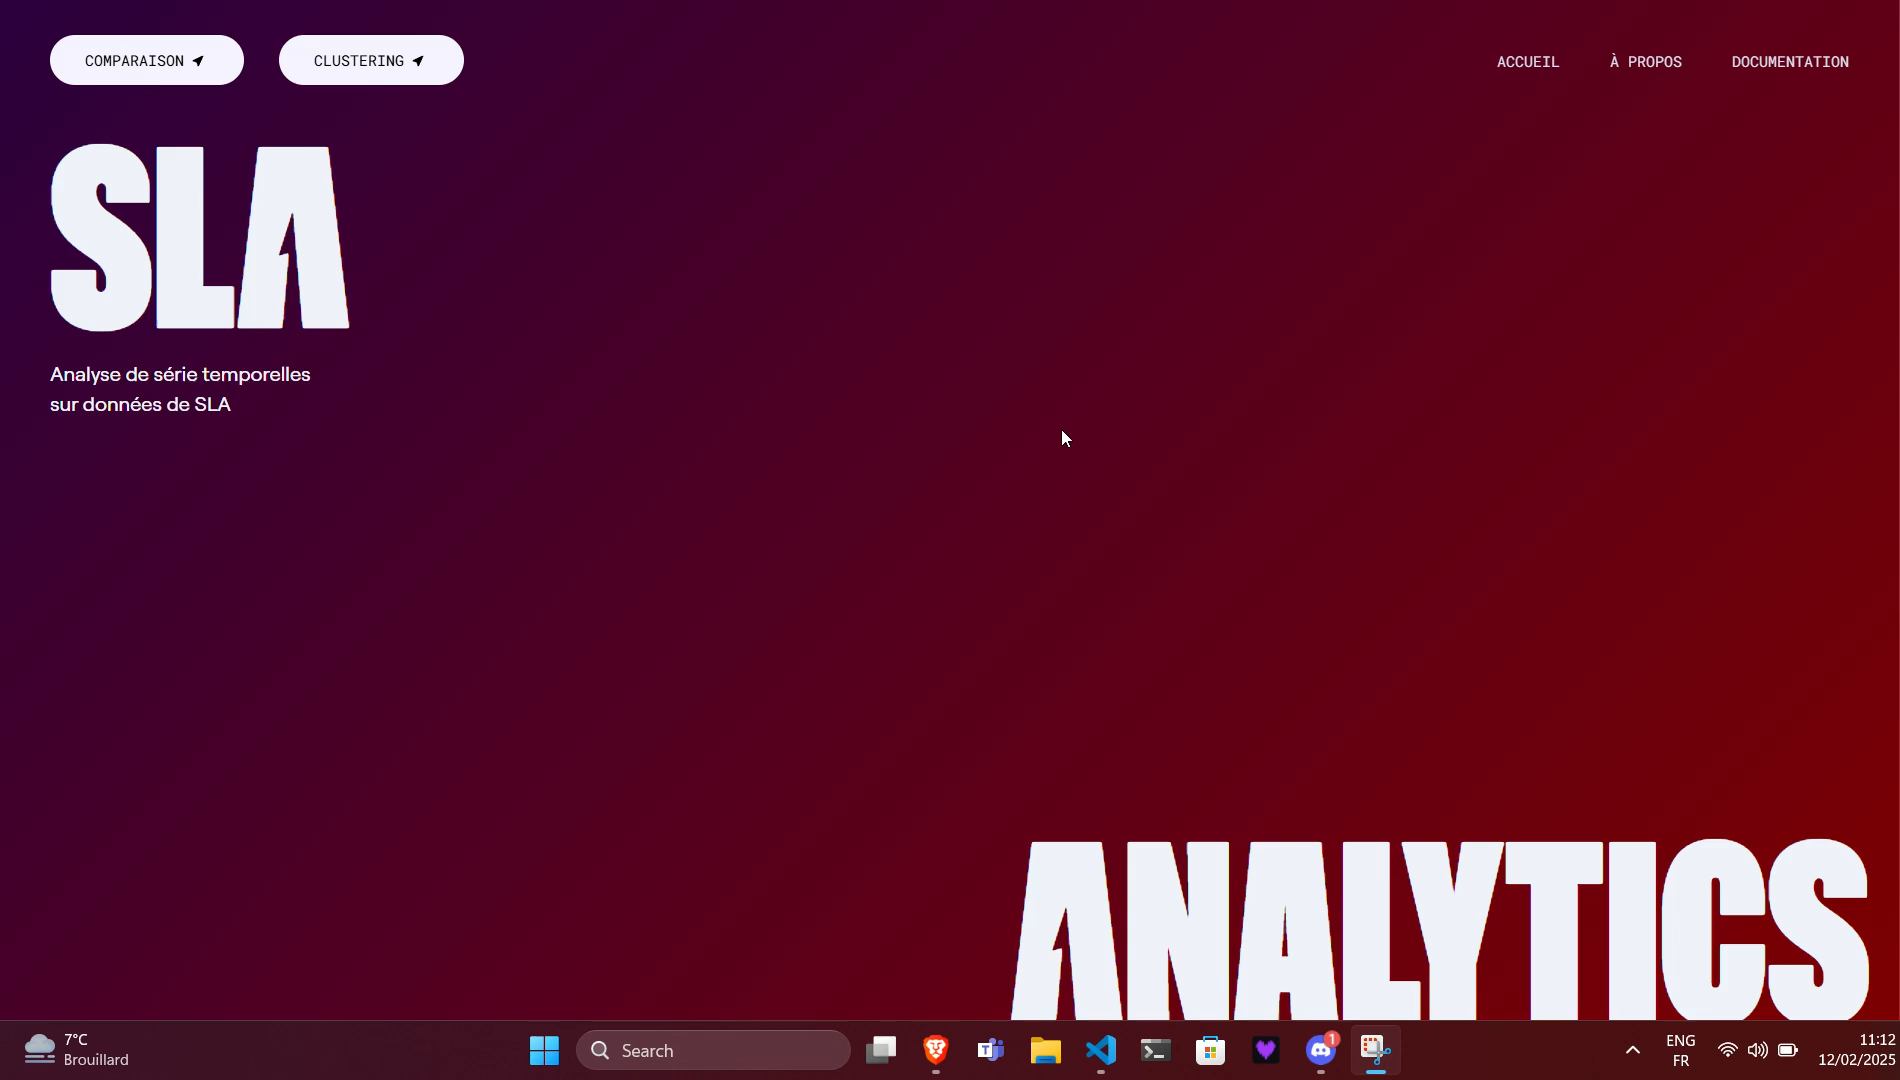 COMPARAISON
CLUSTERING
ACCUEIL
À PROPOS
DOCUMENTATION
SLA
Analyse de série temporelles
sur données de SLA
ANALYTICS
7°C
Brouillard
Search
1
ENG
FR
11:12
12/02/2025